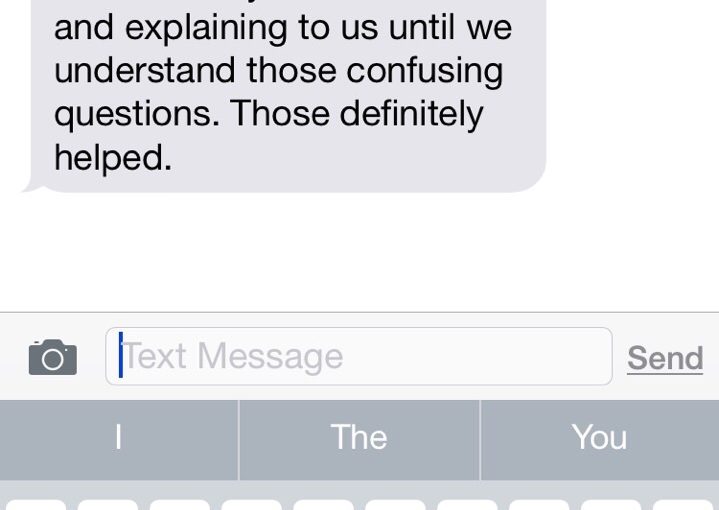 and explaining to us until we
understand those confusing
questions. Those definitely
helped.
Text Message
Send
I
The
You